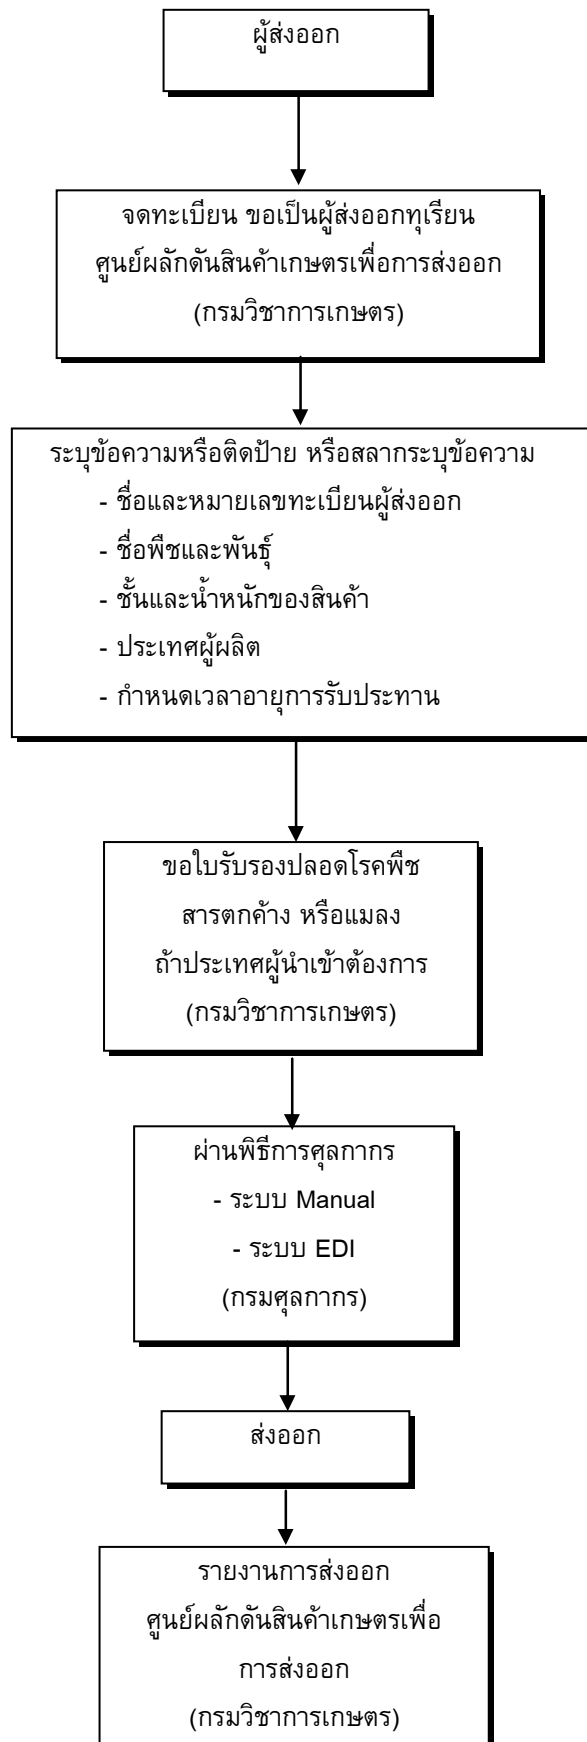 ผู้ส่งออก
จดทะเบียน ขอเป็นผู้ส่งออกทุเรียน
ศูนย์ผลักดันสินค้าเกษตรเพื่อการส่งออก
(กรมวิชาการเกษตร)
ระบุข้อความหรือติดป้าย หรือสลากระบุข้อความ
- ชื่อและหมายเลขทะเบียนผู้ส่งออก
- ชื่อพืชและพันธุ์
- ชั้นและน้ำหนักของสินค้า
- ประเทศผู้ผลิต
- กำหนดเวลาอายุการรับประทาน
ขอใบรับรองปลอดโรคพืช
สารตกค้าง หรือแมลง
ถ้าประเทศผู้นำเข้าต้องการ
(กรมวิชาการเกษตร)
ผ่านพิธีการศุลกากร
- ระบบ Manual
- ระบบ EDI
(กรมศุลกากร)
ส่งออก
รายงานการส่งออก
ศูนย์ผลักดันสินค้าเกษตรเพื่อ
การส่งออก
(กรมวิชาการเกษตร)